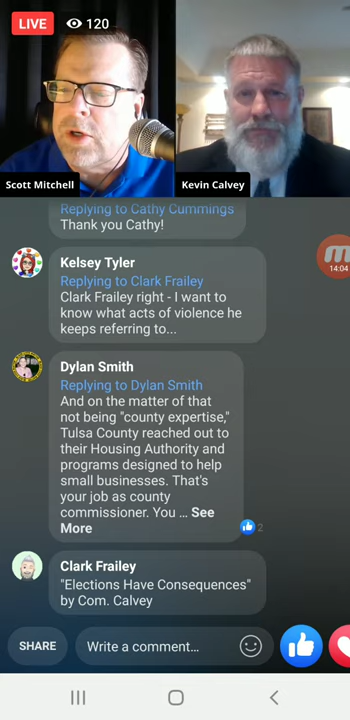 LIVE
120
Scott Mitchell
Kevin Calvey
Replying to Cathy Cummings
Thank you Cathy!
Kelsey Tyler
Replying to Clark Frailey
Clark Frailey right - I want to
know what acts of violence he
keeps referring to...
14:04
Dylan Smith
Replying to Dylan Smith
And on the matter of that
not being "county expertise,"
Tulsa County reached out to
their Housing Authority and
programs designed to help
small businesses. That's
your job as county
commissioner. You ... See
More
2
Clark Frailey
"Elections Have Consequences"
by Com. Calvey
SHARE
Write a comment...